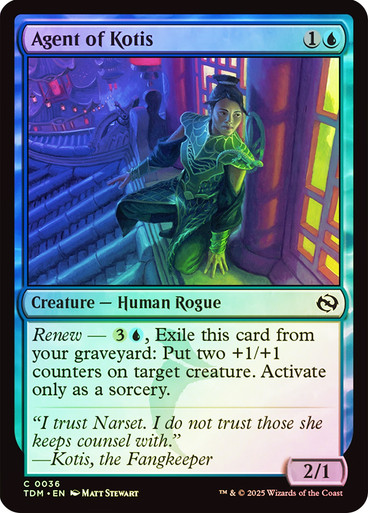 Agent of Kotis 1
Creature — Human Rogue
Renew — 3, Exile this card from
your graveyard: Put two +1/+1
counters on target creature. Activate
only as a sorcery.
“I trust Narset. I do not trust those she
keeps counsel with.”
—Kotis, the Fangkeeper
2/1
C 0036
TDM • EN Matt Stewart
™ & © 2025 Wizards of the Coast